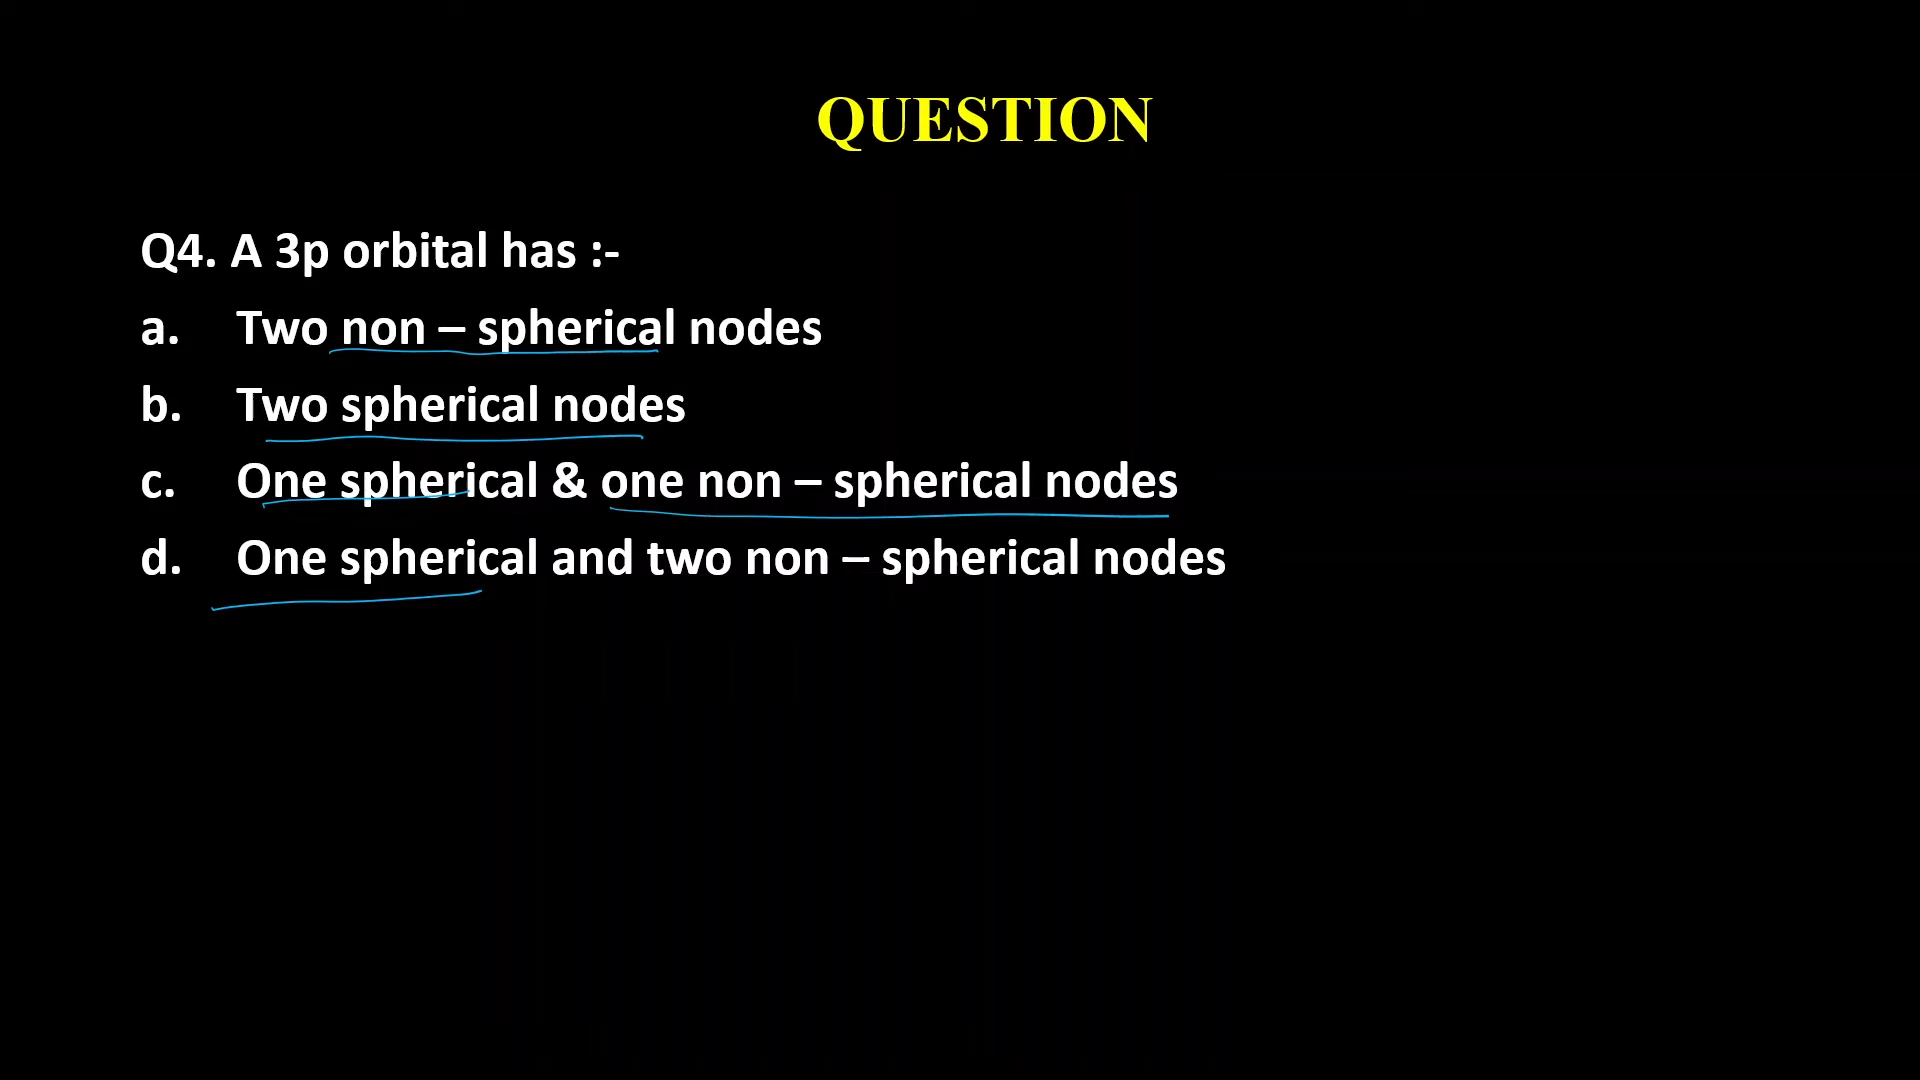 QUESTION
Q4. A 3p orbital has :-
a. Two non – spherical nodes
b. Two spherical nodes
c. One spherical & one non – spherical nodes
d. One spherical and two non – spherical nodes